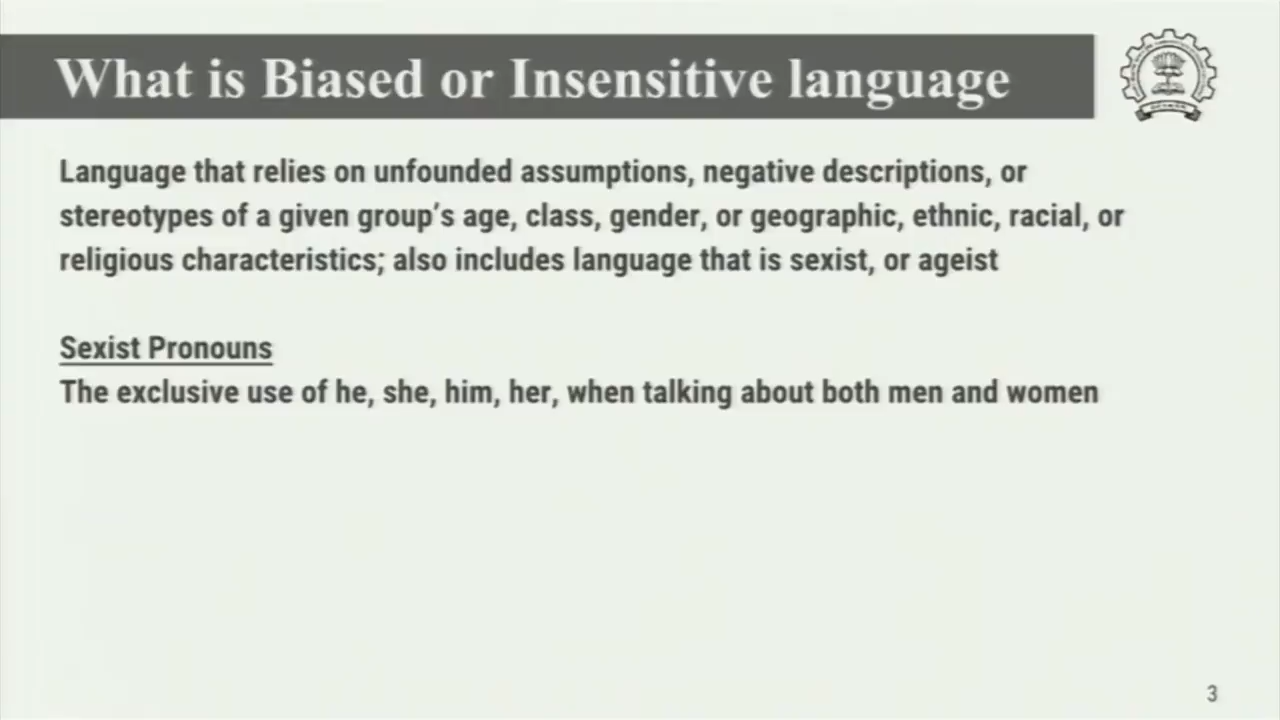 What is Biased or Insensitive language
Language that relies on unfounded assumptions, negative descriptions, or
stereotypes of a given group's age, class, gender, or geographic, ethnic, racial, or
religious characteristics; also includes language that is sexist, or ageist
Sexist Pronouns
The exclusive use of he, she, him, her, when talking about both men and women
3